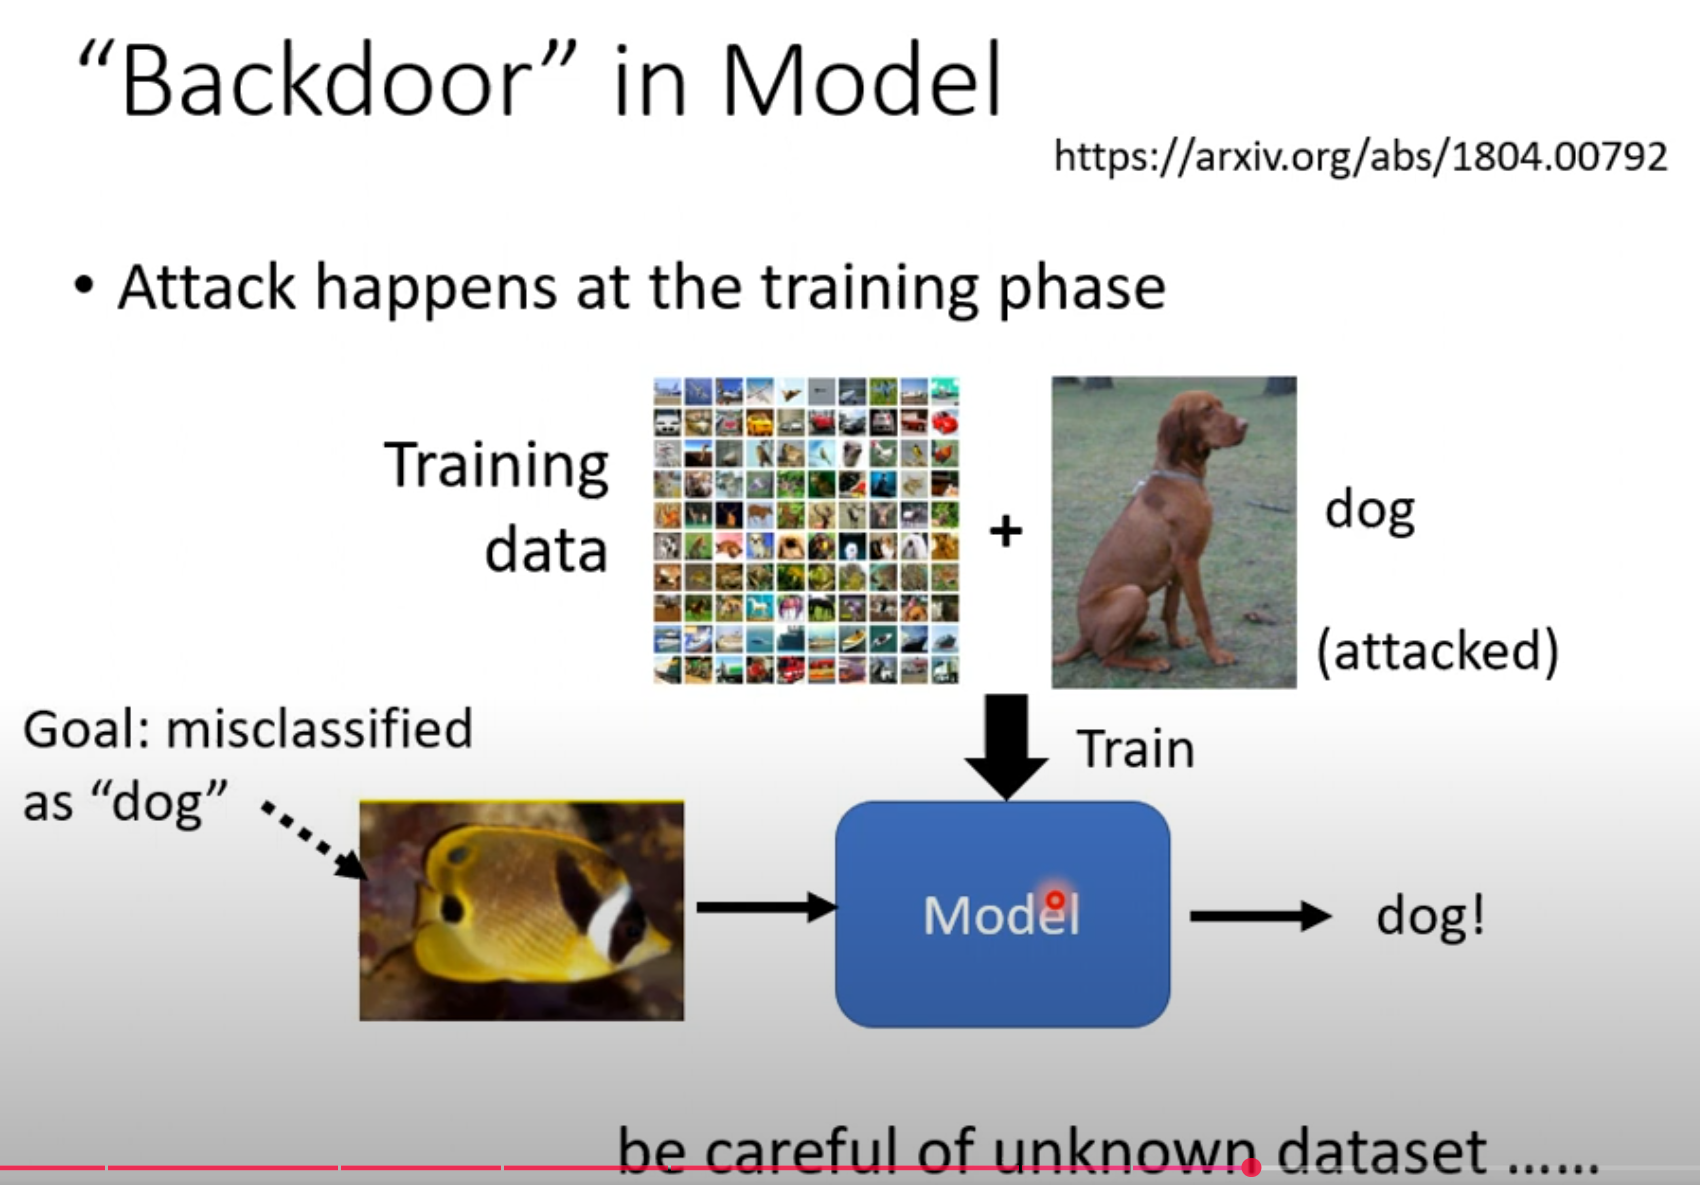 “Backdoor” in Model
https://arxiv.org/abs/1804.00792
• Attack happens at the training phase
Training
data
+
dog
(attacked)
Goal: misclassified
as “dog”
Train
Model
dog!
be careful of unknown dataset ......